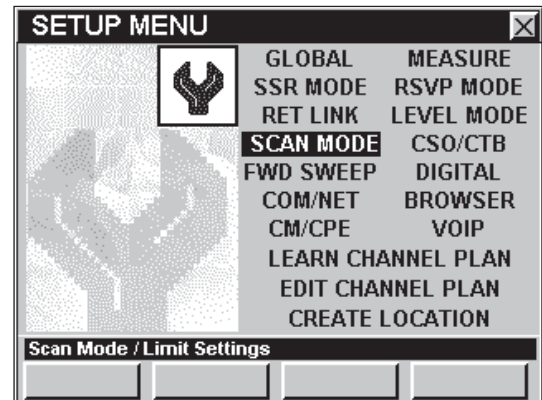 SETUP MENU
GLOBAL MEASURE
SSR MODE RSVP MODE
RET LINK LEVEL MODE
SCAN MODE CSO/CTB
FWD SWEEP DIGITAL
COM/NET BROWSER
CM/CPE VOIP
LEARN CHANNEL PLAN
EDIT CHANNEL PLAN
CREATE LOCATION
Scan Mode / Limit Settings